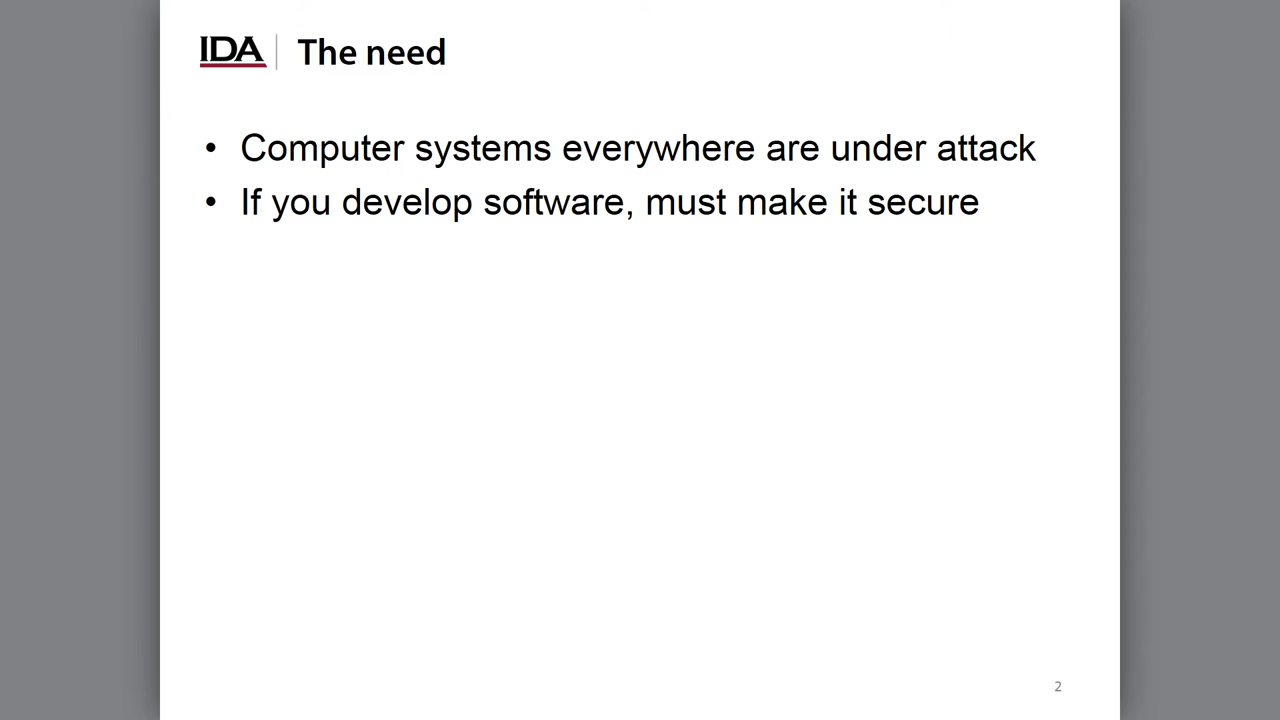 IDA The need
• Computer systems everywhere are under attack
• If you develop software, must make it secure
2